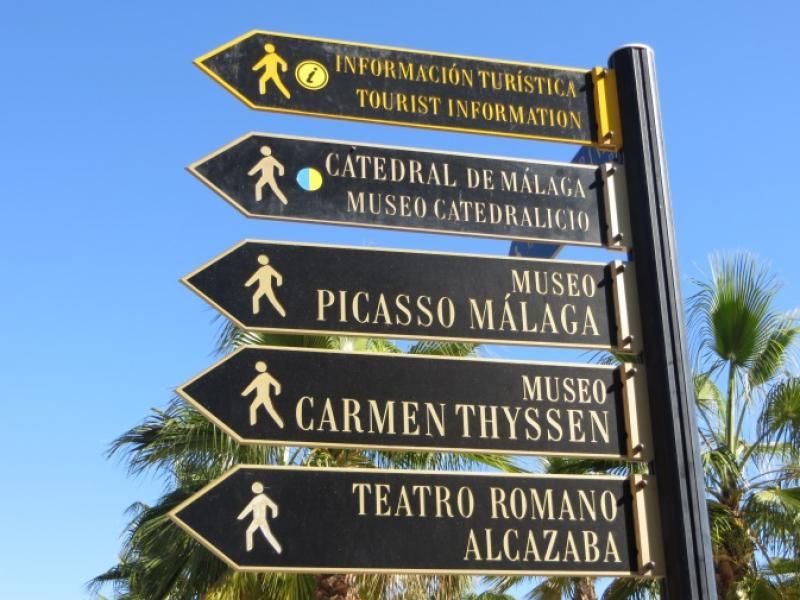 INFORMACIÓN TURÍSTICA
TOURIST INFORMATION
CATEDRAL DE MÁLAGA
MUSEO CATEDRALICIO
MUSEO
PICASSO MÁLAGA
MUSEO
CARMEN THYSSEN
TEATRO ROMANO
ALCAZABA